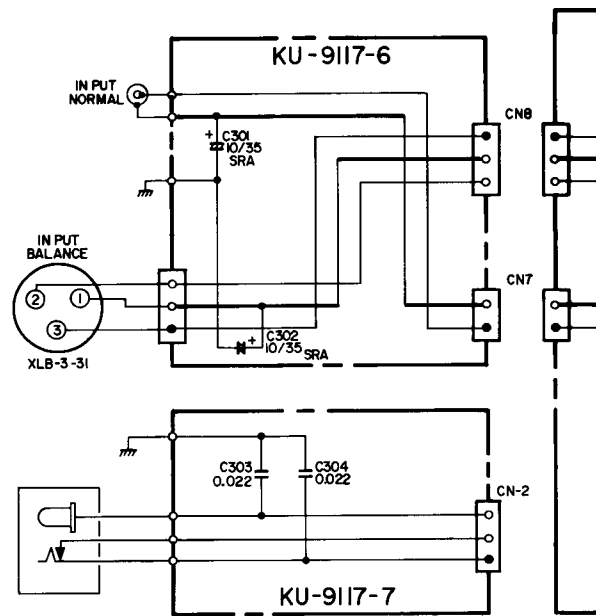 KU-9117-6
IN PUT
NORMAL
CN8
+ C301
10/35
SRA
IN PUT
BALANCE
2
1
3
XLB-3-31
CN7
+
C302
10/35 SRA
C303
0.022
C304
0.022
CN-2
KU-9117-7